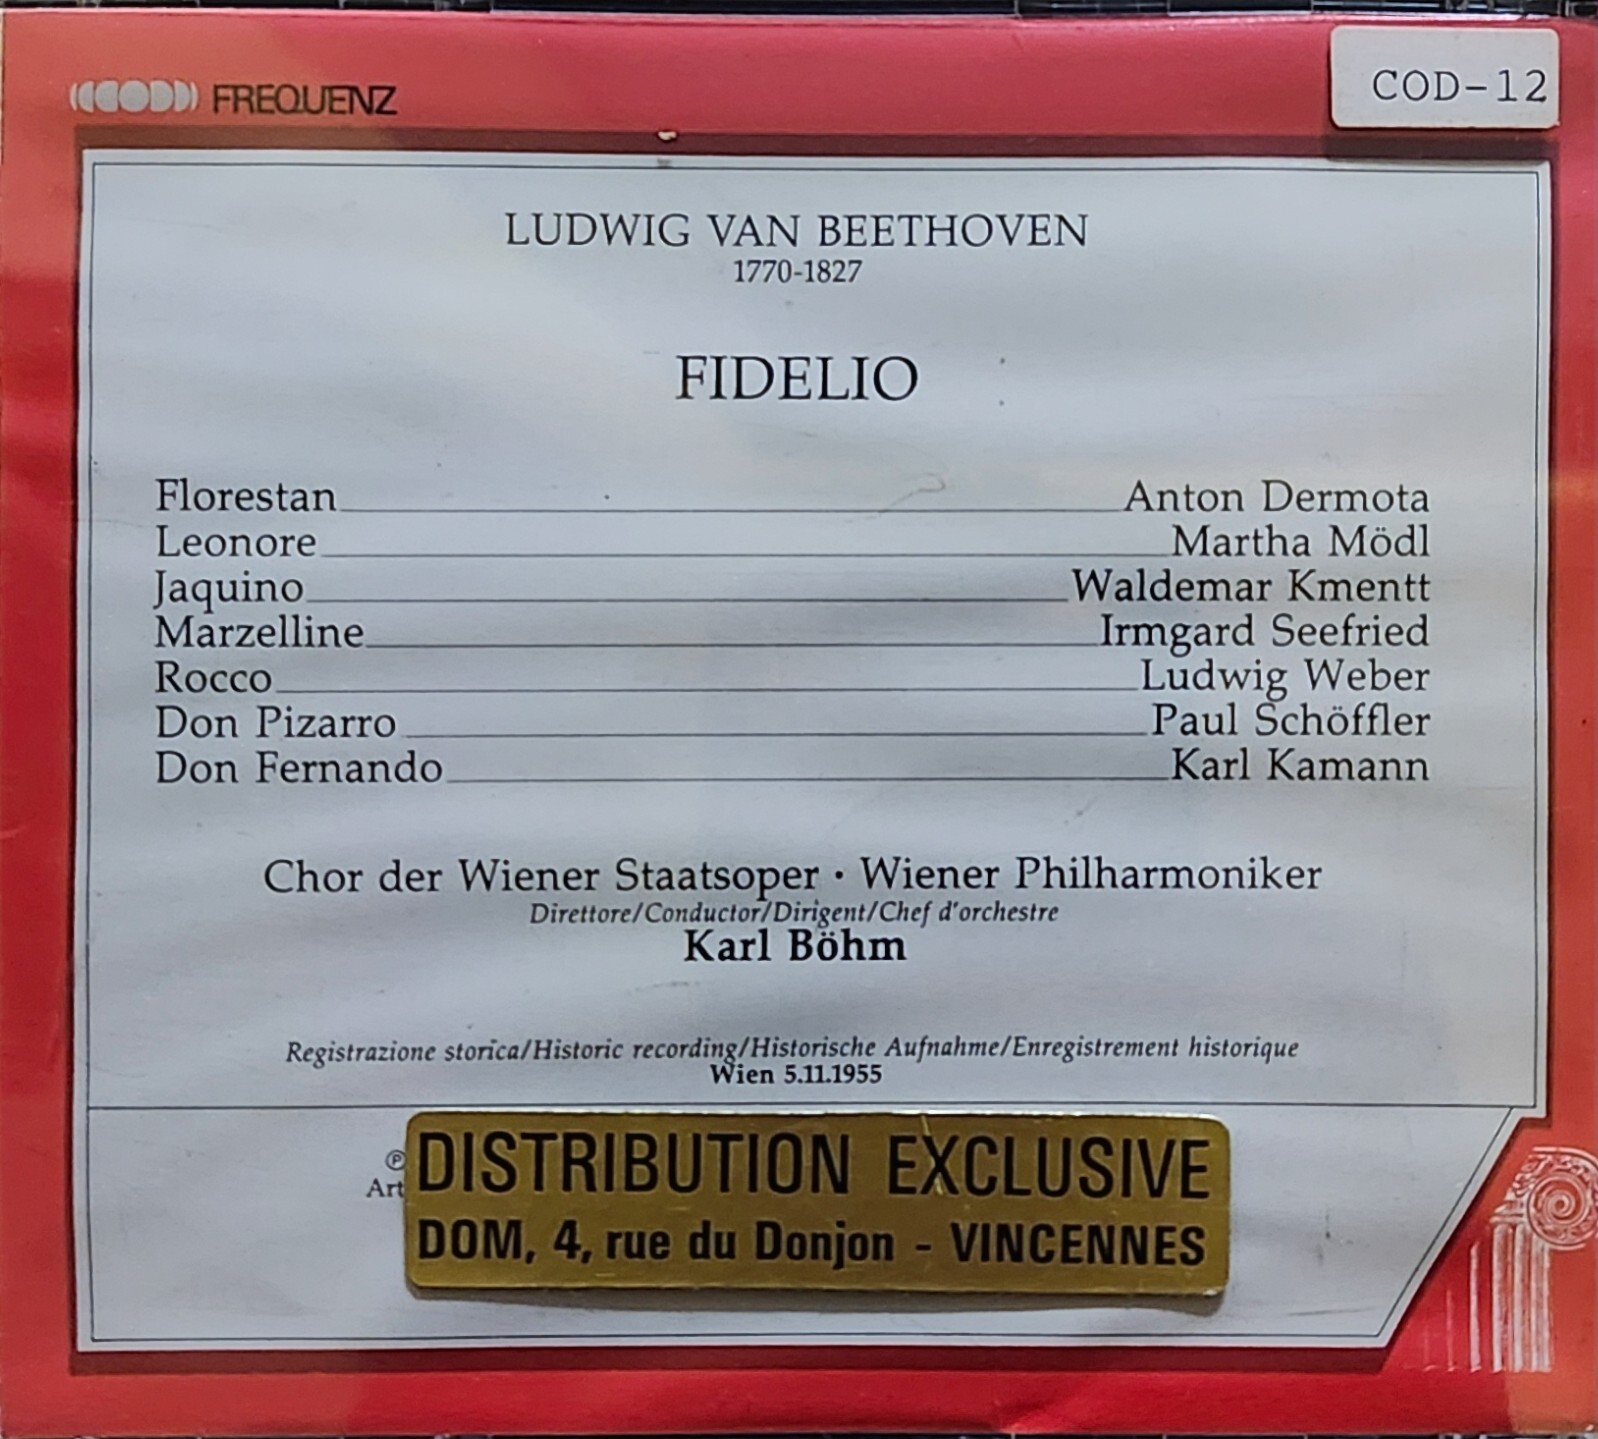 FREQUENZ
COD-12
LUDWIG VAN BEETHOVEN
1770-1827
FIDELIO
Florestan Anton Dermota
Leonore Martha Mödl
Jaquino Waldemar Kmentt
Marzelline Irmgard Seefried
Rocco Ludwig Weber
Don Pizarro Paul Schöffler
Don Fernando Karl Kamann
Chor der Wiener Staatsoper · Wiener Philharmoniker
Direttore/Conductor/Dirigent/Chef d'orchestre
Karl Böhm
Registrazione storica/Historic recording/Historische Aufnahme/Enregistrement historique
Wien 5.11.1955
℗
Art
DISTRIBUTION EXCLUSIVE
DOM, 4, rue du Donjon - VINCENNES